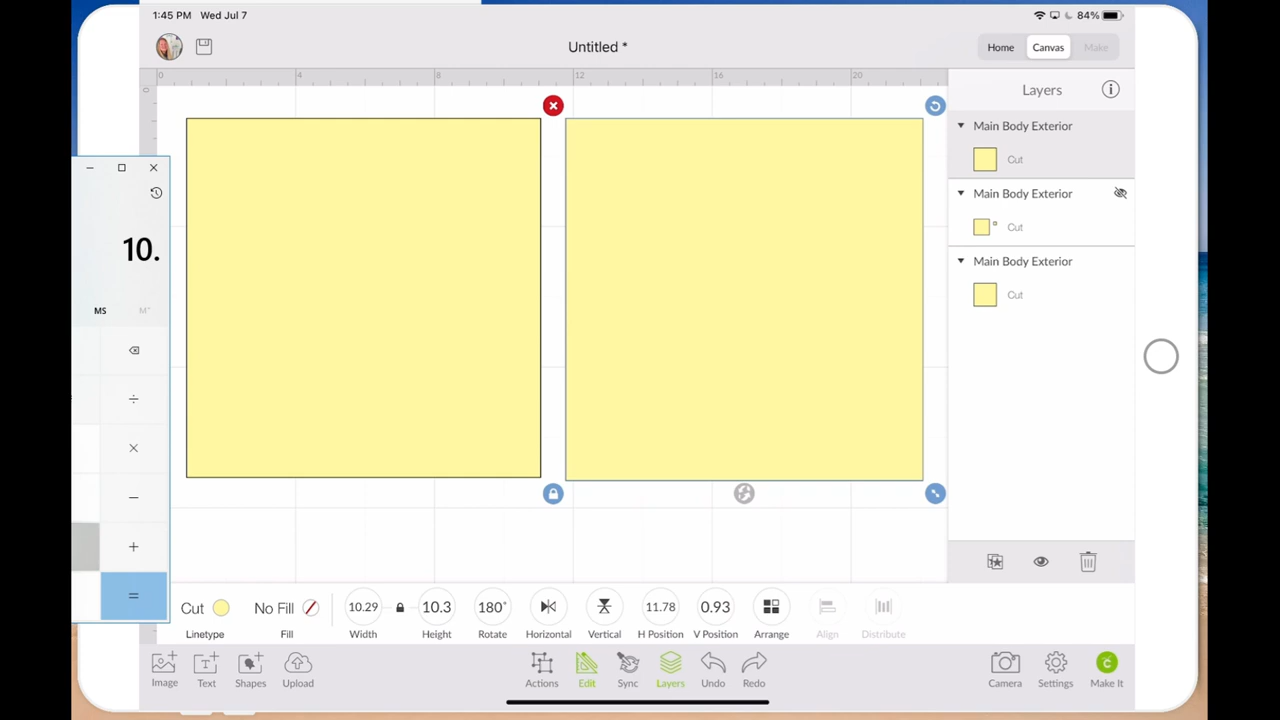 1:45 PM Wed Jul 7
84%
Untitled *
Home Canvas Make
0 4 8 12 16 20
0
Layers
Main Body Exterior
Cut
Main Body Exterior
Cut
Main Body Exterior
Cut
10.
MS M
÷
×
−
+
=
Cut No Fill 10.29 10.3 180° 11.78 0.93
Linetype Fill Width Height Rotate Horizontal Vertical H Position V Position Arrange Align Distribute
Image Text Shapes Upload Actions Edit Sync Layers Undo Redo Camera Settings Make It